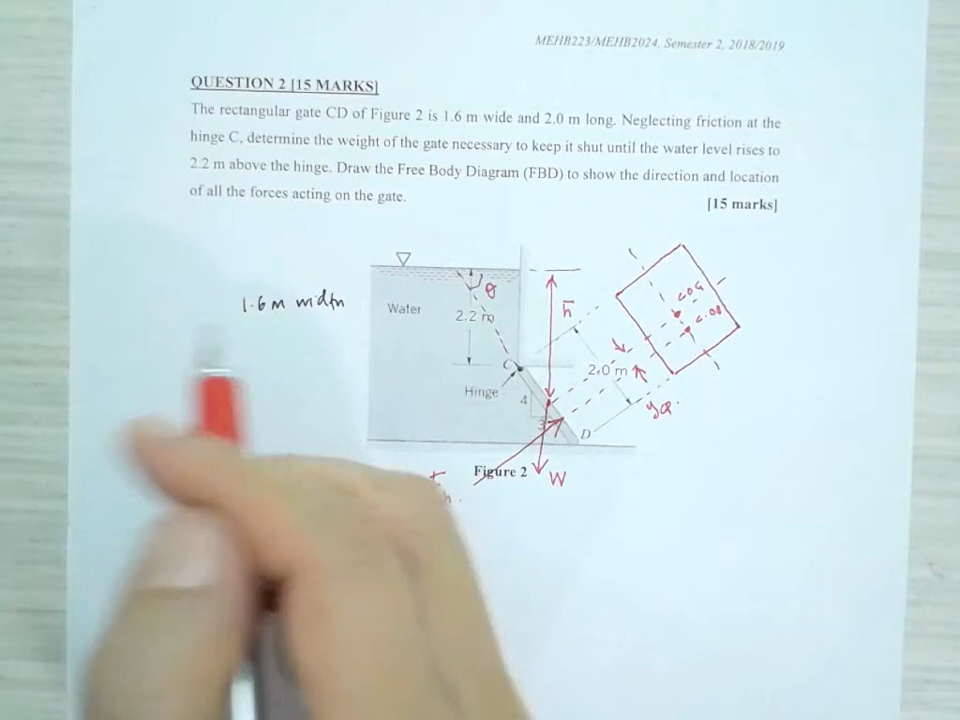 MEHB223/MEHB2024, Semester 2, 2018/2019
QUESTION 2 [15 MARKS]
The rectangular gate CD of Figure 2 is 1.6 m wide and 2.0 m long. Neglecting friction at the
hinge C, determine the weight of the gate necessary to keep it shut until the water level rises to
2.2 m above the hinge. Draw the Free Body Diagram (FBD) to show the direction and location
of all the forces acting on the gate.
[15 marks]
1.6 m width
Water
θ
2.2 m
h̄
COG
C.OP
C
Hinge
2.0 m
4
3
D
yR.
Figure 2
W
F
h.